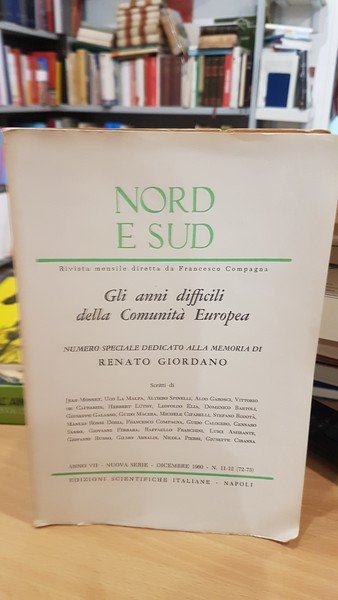 NORD
E SUD
Rivista mensile diretta da Francesco Compagna
Gli anni difficili
della Comunità Europea
NUMERO SPECIALE DEDICATO ALLA MEMORIA DI
RENATO GIORDANO
Scritti di
Jean Monnet, Ugo La Malfa, Altiero Spinelli, Aldo Garosci, Vittorio
de Caprariis, Herbert Lüthy, Leopoldo Elia, Domenico Bartoli,
Giuseppe Galasso, Guido Macera, Michele Cifarelli, Stefano Rodotà,
Manlio Rossi Doria, Francesco Compagna, Guido Calogero, Gennaro
Sasso, Giovanni Ferrara, Raffaello Franchini, Luigi Amirante,
Giovanni Russo, Girolamo Arnaldi, Nicola Pierri, Giuseppe Ciranna
ANNO VII - NUOVA SERIE - DICEMBRE 1960 - N. 11-12 (72-73)
EDIZIONI SCIENTIFICHE ITALIANE - NAPOLI